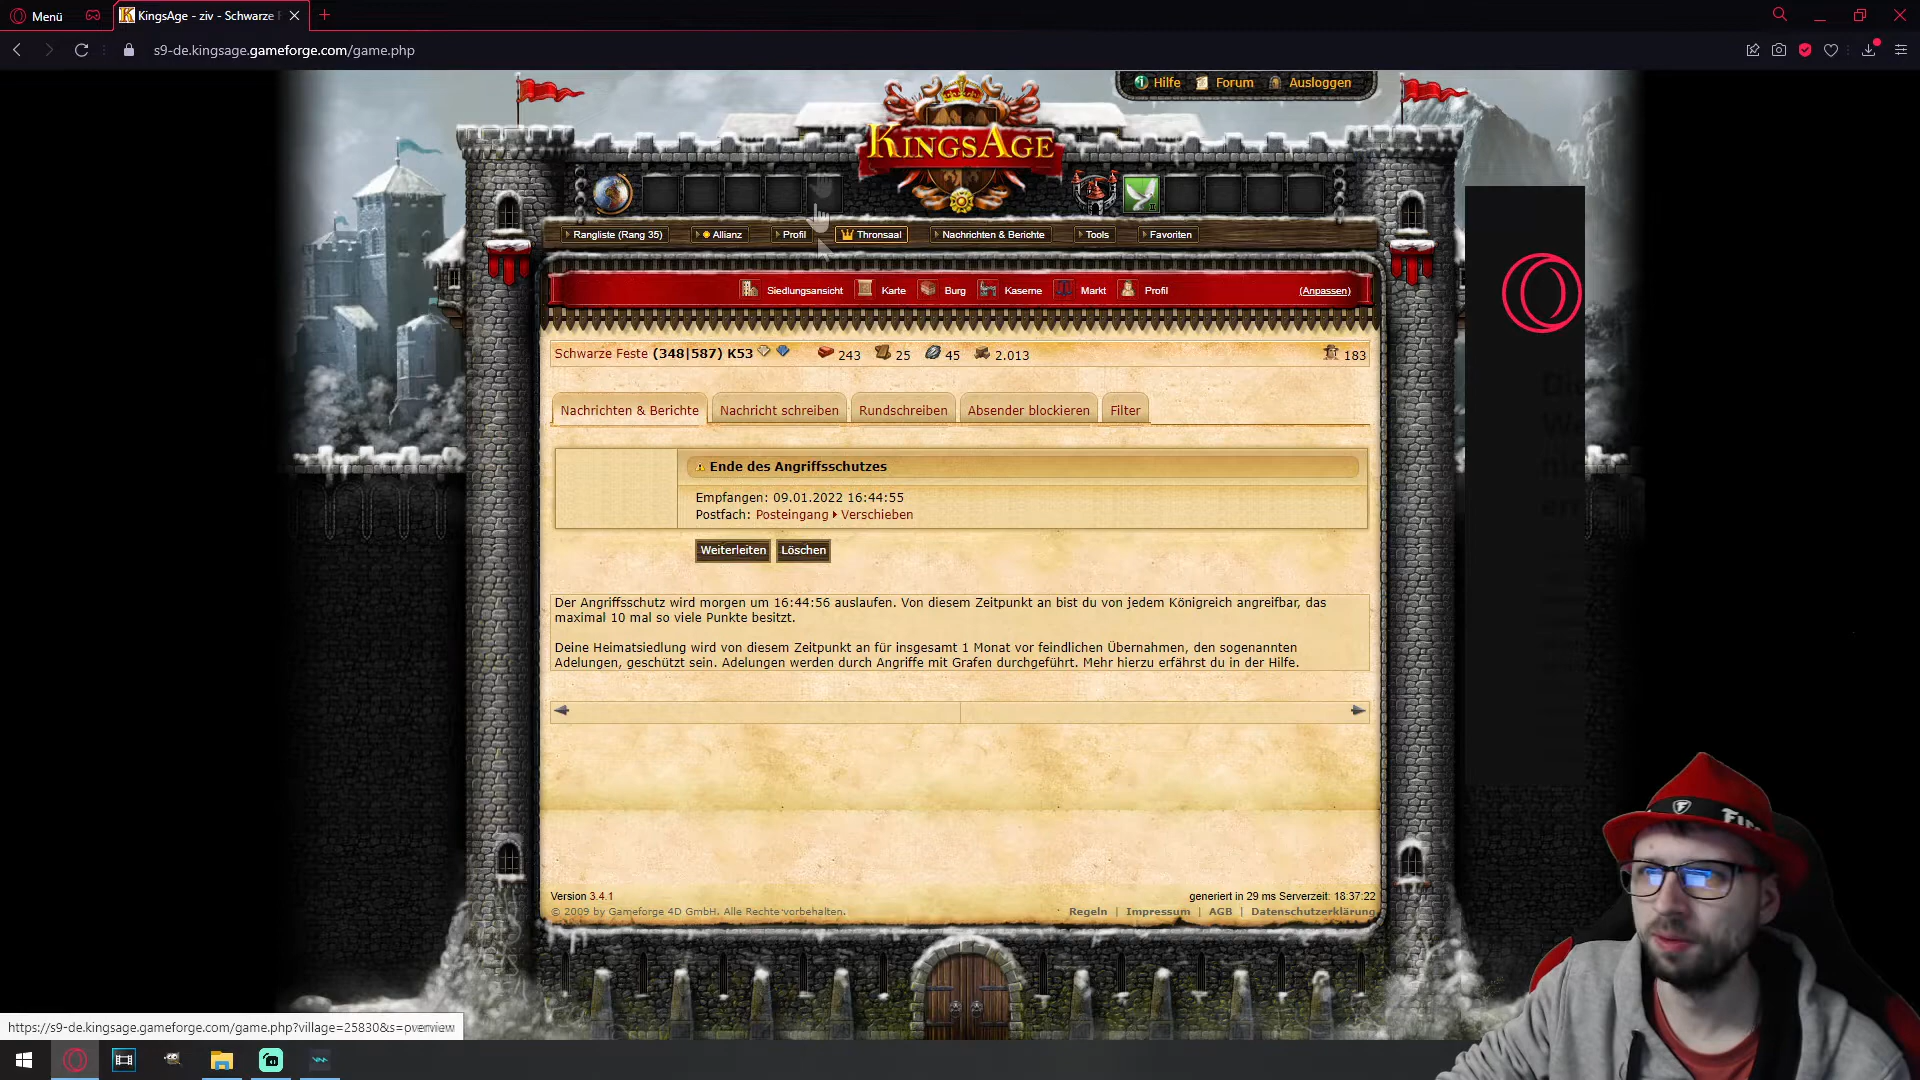 Menü
KingsAge - ziv - Schwarze F
s9-de.kingsage.gameforge.com/game.php
Hilfe
Forum
Ausloggen
KINGSAGE
Rangliste (Rang 35)
Allianz
Profil
Thronsaal
Nachrichten & Berichte
Tools
Favoriten
Siedlungsansicht
Karte
Burg
Kaserne
Markt
Profil
(Anpassen)
Schwarze Feste (348|587) K53
243
25
45
2.013
183
Nachrichten & Berichte
Nachricht schreiben
Rundschreiben
Absender blockieren
Filter
Ende des Angriffsschutzes
Empfangen: 09.01.2022 16:44:55
Postfach: Posteingang Verschieben
Weiterleiten
Löschen
Der Angriffsschutz wird morgen um 16:44:56 auslaufen. Von diesem Zeitpunkt an bist du von jedem Königreich angreifbar, das
maximal 10 mal so viele Punkte besitzt.
Deine Heimatsiedlung wird von diesem Zeitpunkt an für insgesamt 1 Monat vor feindlichen Übernahmen, den sogenannten
Adelungen, geschützt sein. Adelungen werden durch Angriffe mit Grafen durchgeführt. Mehr hierzu erfährst du in der Hilfe.
Version 3.4.1
generiert in 29 ms Serverzeit: 18:37:22
© 2009 by Gameforge 4D GmbH. Alle Rechte vorbehalten.
Regeln | Impressum | AGB | Datenschutzerklärung
https://s9-de.kingsage.gameforge.com/game.php?village=25830&s=overview